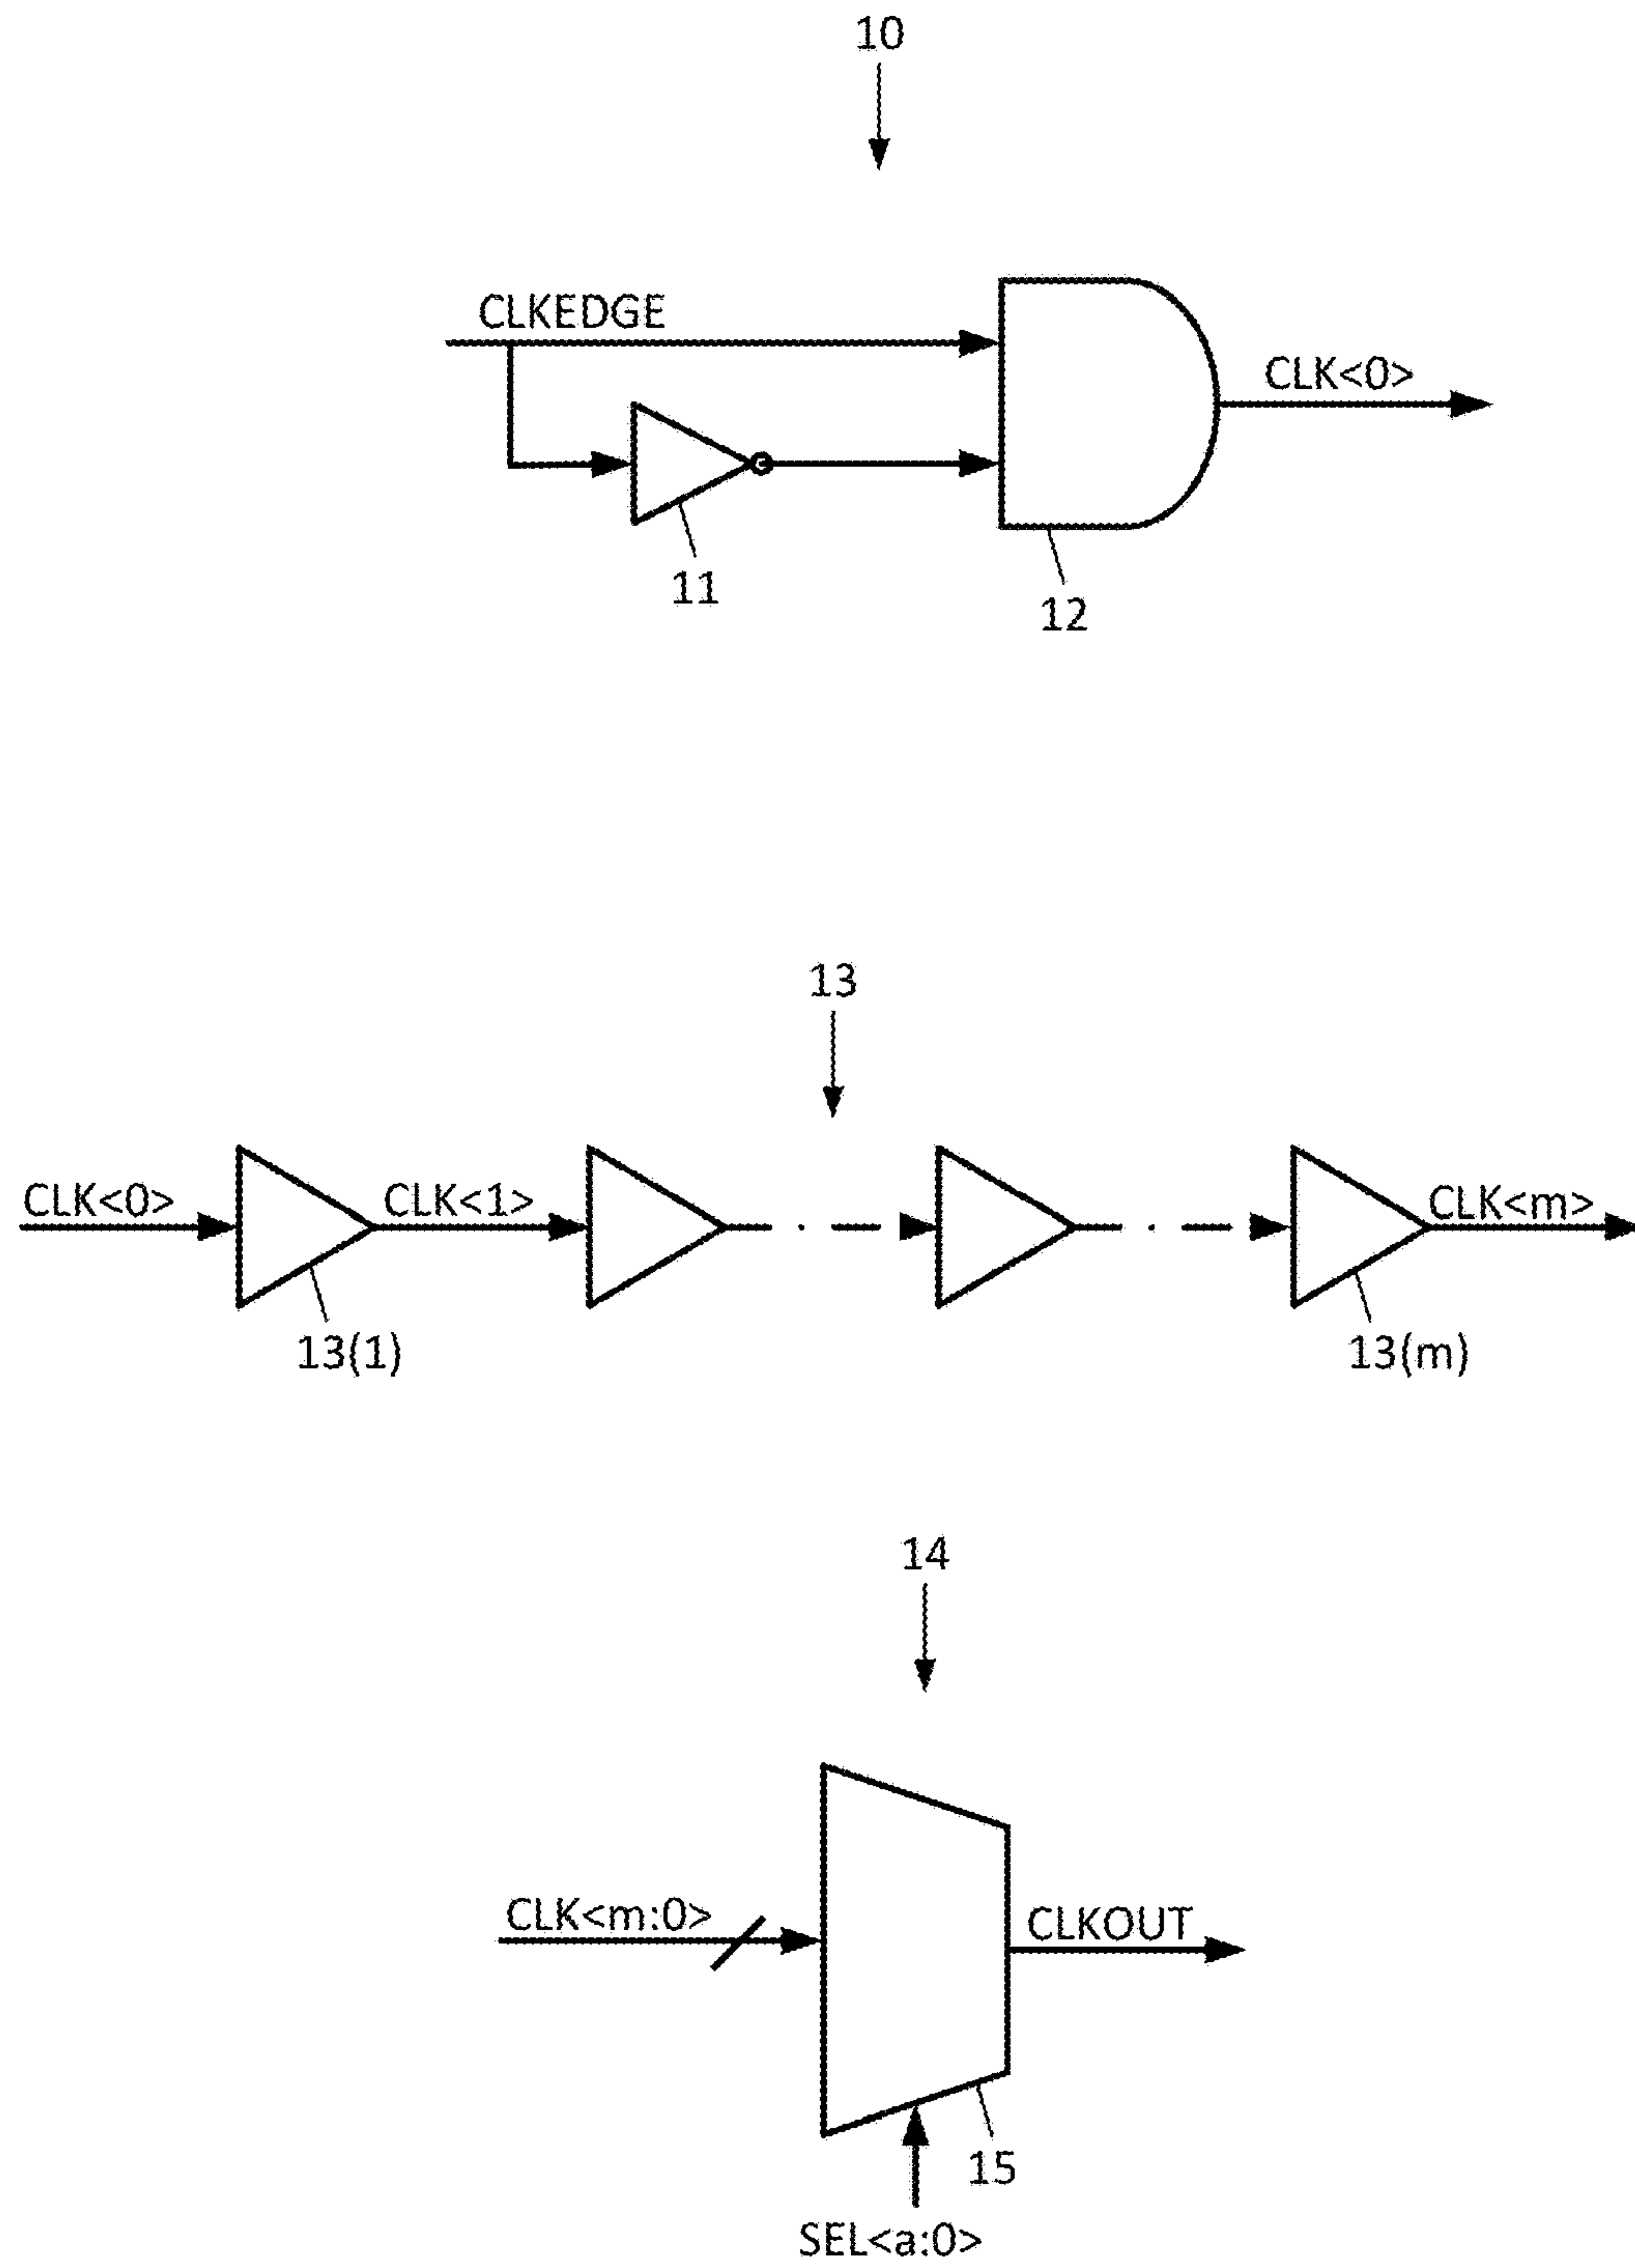 10
CLKEDGE
CLK<0>
11
12
13
CLK<0>
CLK<1>
CLK<m>
13(1)
13(m)
14
CLK<m:0>
CLKOUT
15
SEL<a:0>